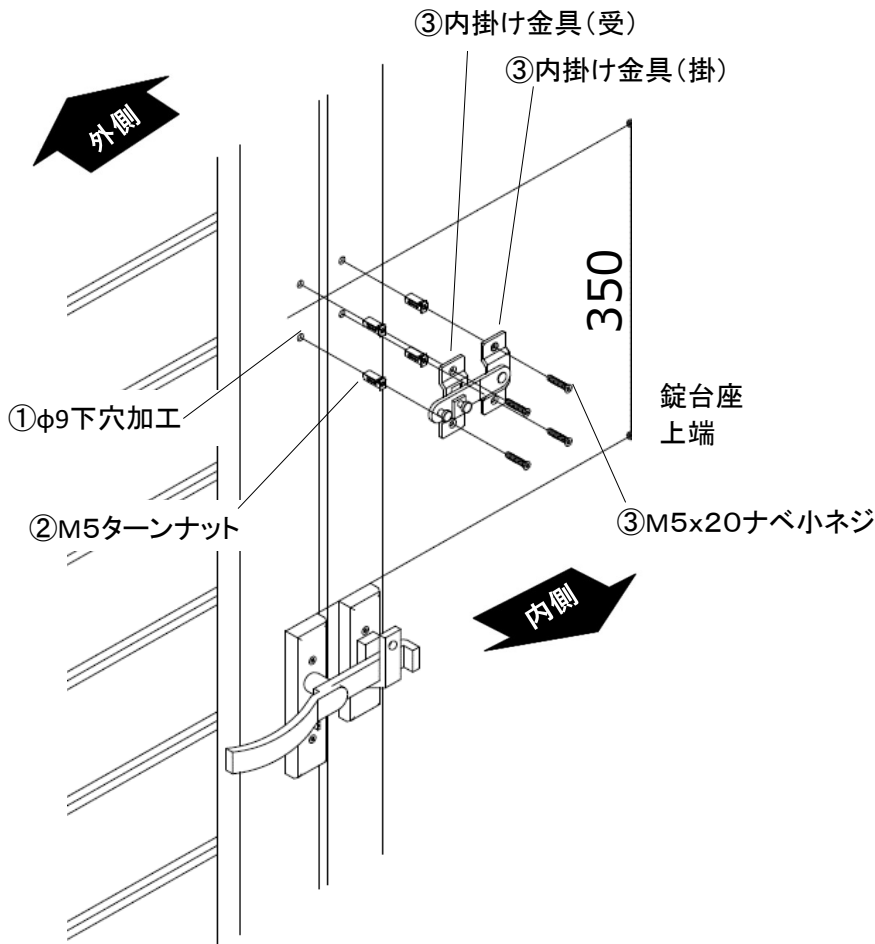 ③内掛け金具（受）
③内掛け金具（掛）
外側
350
①φ9下穴加工
錠台座
上端
②M5ターンナット
③M5x20ナベ小ネジ
内側